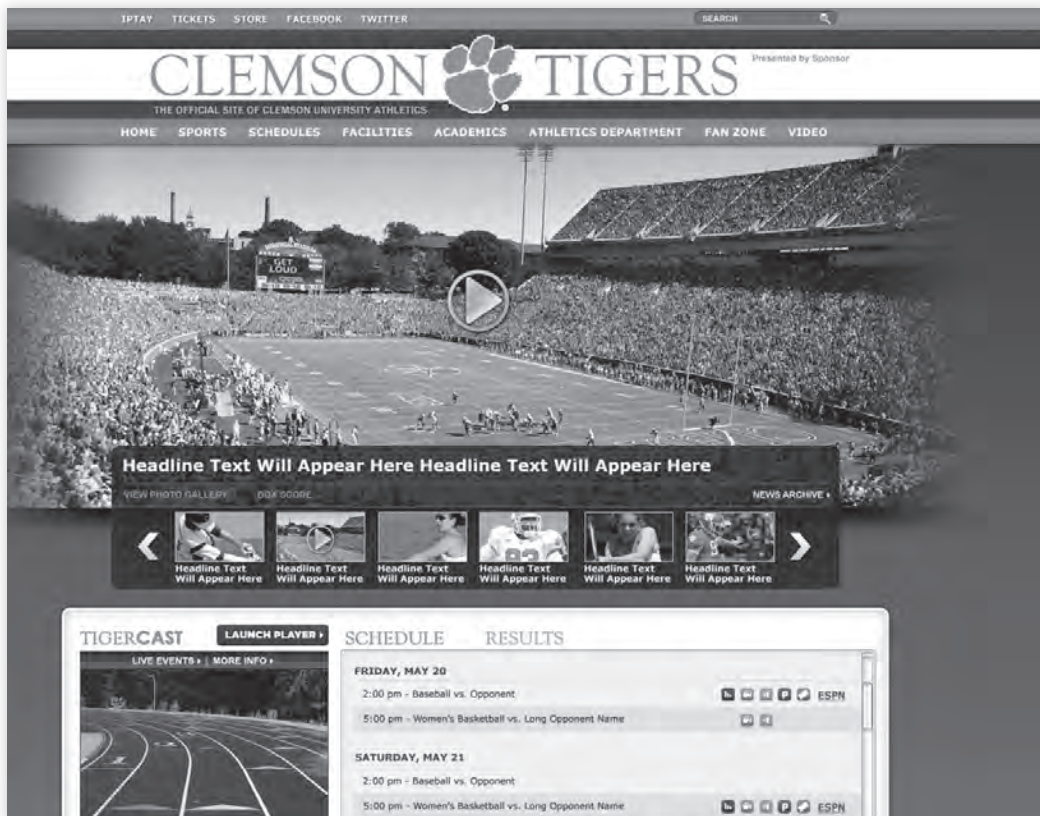 IPTAY TICKETS STORE FACEBOOK TWITTER SEARCH
CLEMSON TIGERS Presented by Sponsor
THE OFFICIAL SITE OF CLEMSON UNIVERSITY ATHLETICS
HOME SPORTS SCHEDULES FACILITIES ACADEMICS ATHLETICS DEPARTMENT FAN ZONE VIDEO
GET
LOUD
Headline Text Will Appear Here Headline Text Will Appear Here
VIEW PHOTO GALLERY BOX SCORE NEWS ARCHIVE
Headline Text
Will Appear Here
Headline Text
Will Appear Here
Headline Text
Will Appear Here
Headline Text
Will Appear Here
Headline Text
Will Appear Here
Headline Text
Will Appear Here
TIGERCAST LAUNCH PLAYER
LIVE EVENTS | MORE INFO
SCHEDULE RESULTS
FRIDAY, MAY 20
2:00 pm - Baseball vs. Opponent ESPN
5:00 pm - Women's Basketball vs. Long Opponent Name
SATURDAY, MAY 21
2:00 pm - Baseball vs. Opponent
5:00 pm - Women's Basketball vs. Long Opponent Name ESPN